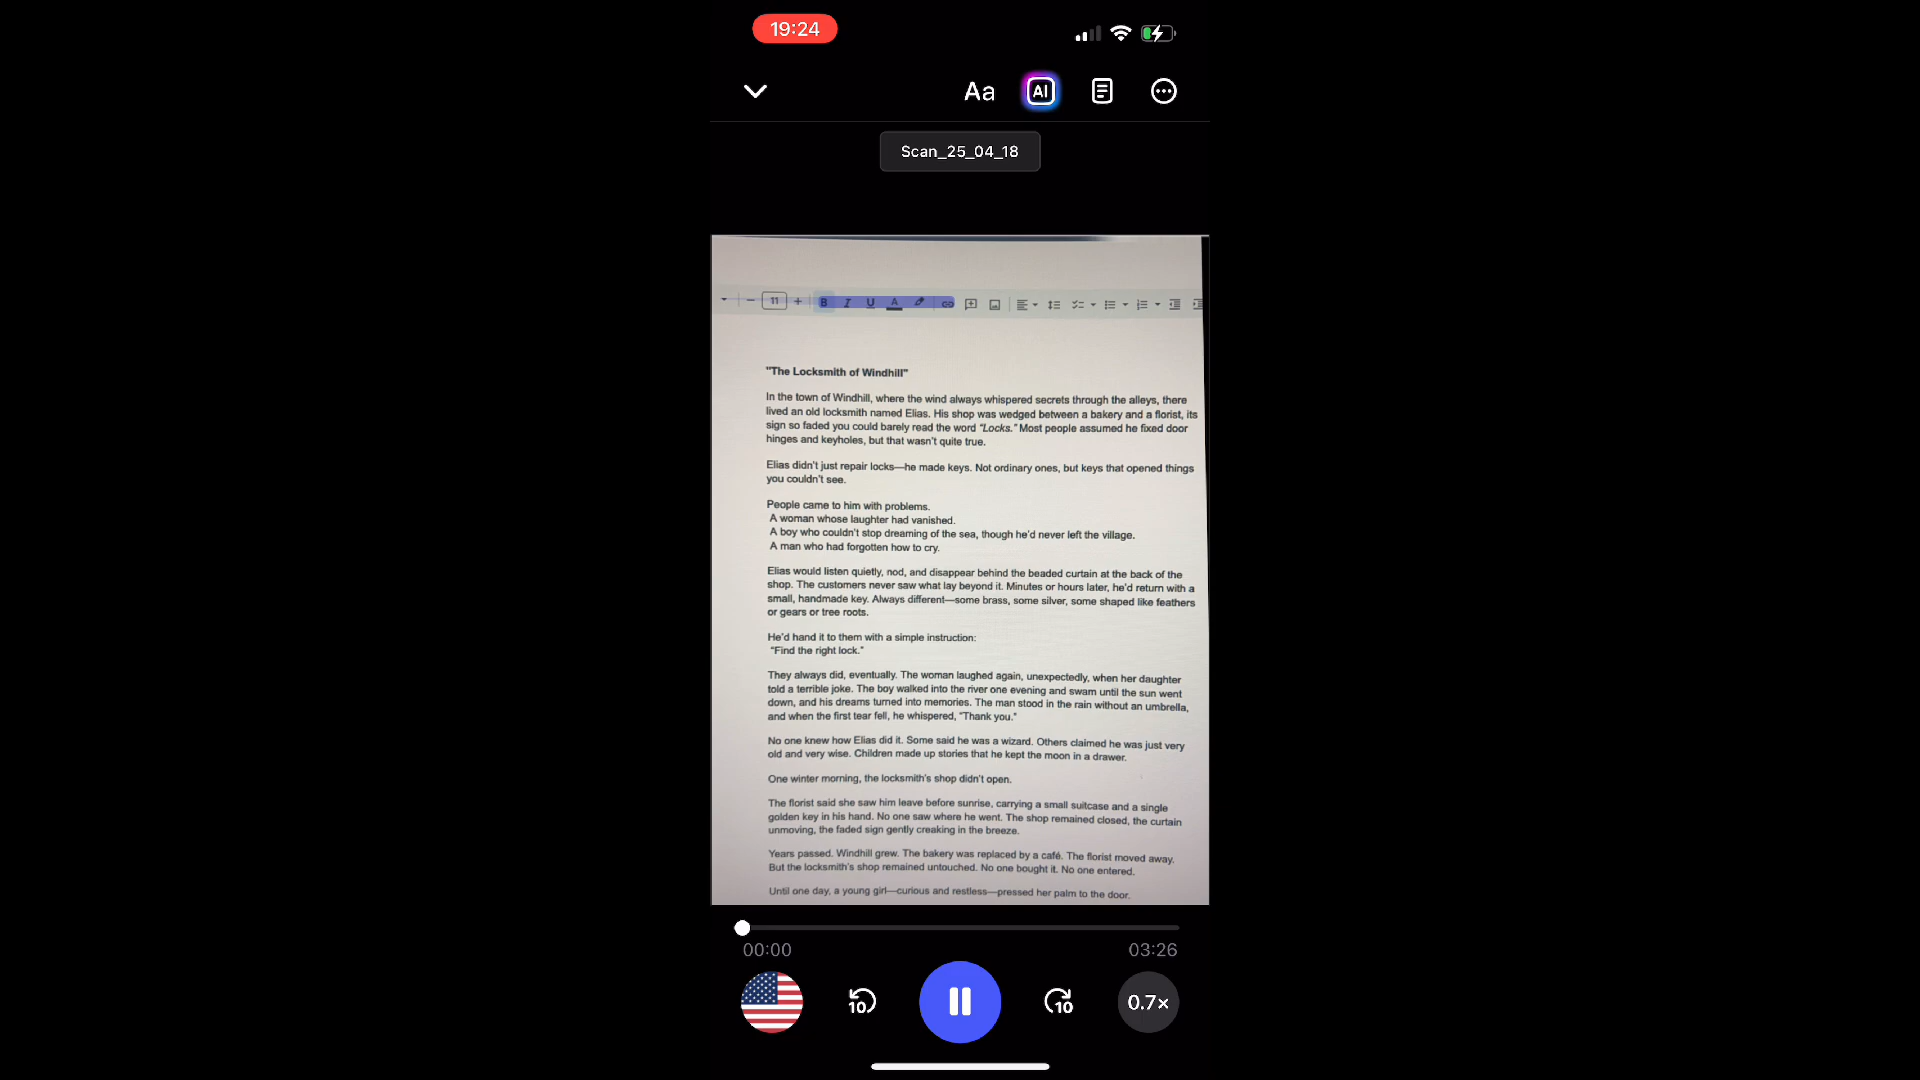 19:24
Aa
AI
Scan_25_04_18
11
B I U A
"The Locksmith of Windhill"
In the town of Windhill, where the wind always whispered secrets through the alleys, there
lived an old locksmith named Elias. His shop was wedged between a bakery and a florist, its
sign so faded you could barely read the word "Locks." Most people assumed he fixed door
hinges and keyholes, but that wasn't quite true.
Elias didn't just repair locks—he made keys. Not ordinary ones, but keys that opened things
you couldn't see.
People came to him with problems.
A woman whose laughter had vanished.
A boy who couldn't stop dreaming of the sea, though he'd never left the village.
A man who had forgotten how to cry.
Elias would listen quietly, nod, and disappear behind the beaded curtain at the back of the
shop. The customers never saw what lay beyond it. Minutes or hours later, he'd return with a
small, handmade key. Always different—some brass, some silver, some shaped like feathers
or gears or tree roots.
He'd hand it to them with a simple instruction:
"Find the right lock."
They always did, eventually. The woman laughed again, unexpectedly, when her daughter
told a terrible joke. The boy walked into the river one evening and swam until the sun went
down, and his dreams turned into memories. The man stood in the rain without an umbrella,
and when the first tear fell, he whispered, "Thank you."
No one knew how Elias did it. Some said he was a wizard. Others claimed he was just very
old and very wise. Children made up stories that he kept the moon in a drawer.
One winter morning, the locksmith's shop didn't open.
The florist said she saw him leave before sunrise, carrying a small suitcase and a single
golden key in his hand. No one saw where he went. The shop remained closed, the curtain
unmoving, the faded sign gently creaking in the breeze.
Years passed. Windhill grew. The bakery was replaced by a café. The florist moved away.
But the locksmith's shop remained untouched. No one bought it. No one entered.
Until one day, a young girl—curious and restless—pressed her palm to the door.
00:00
03:26
10
10
0.7×